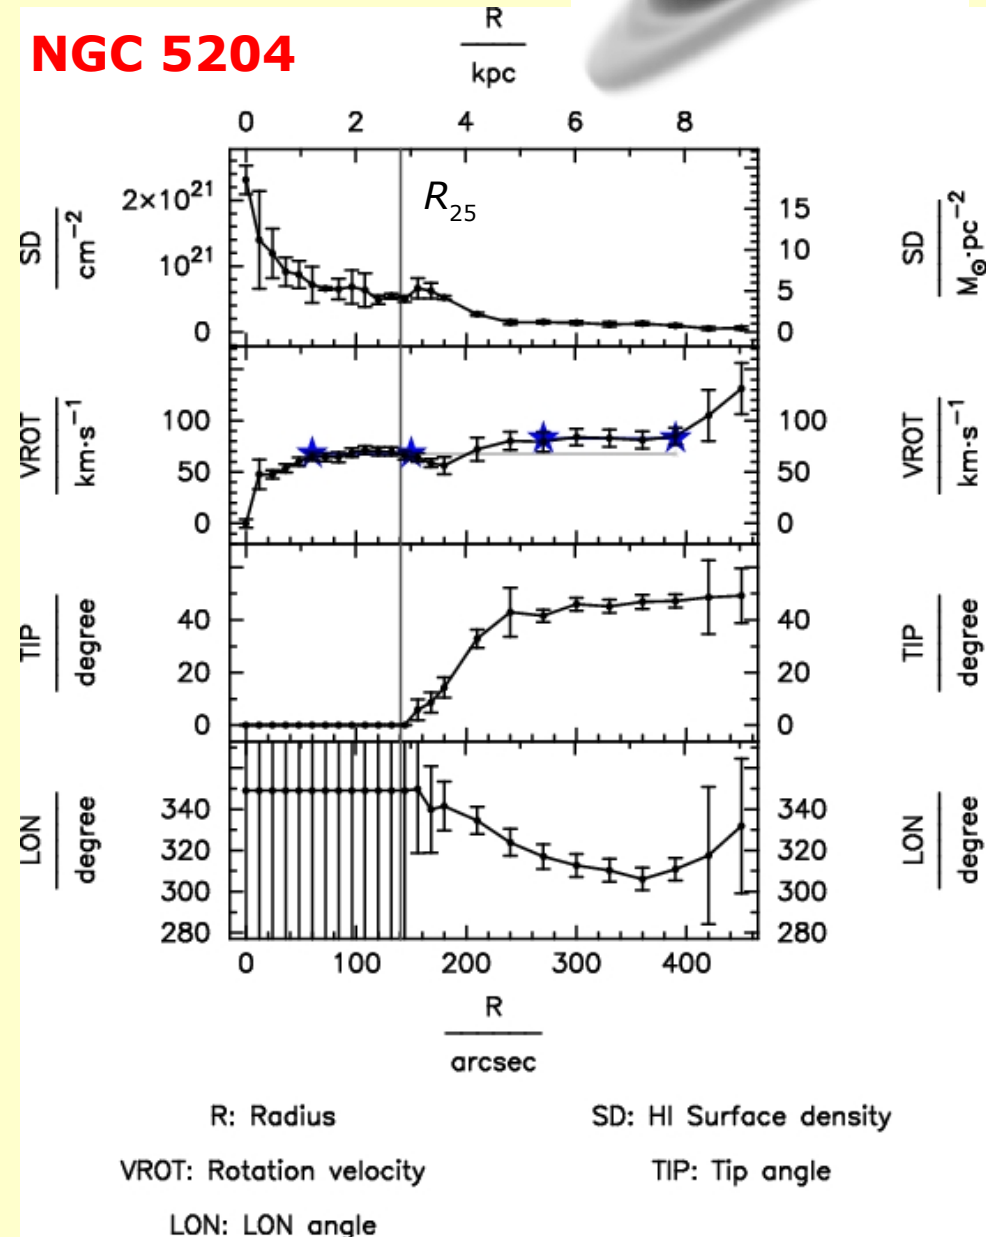 NGC 5204
R
kpc
0 2 4 6 8
SD
cm⁻²
2×10²¹
10²¹
0
R₂₅
15
10
5
0
SD
M☉·pc⁻²
VROT
km·s⁻¹
100
50
0
100
50
0
VROT
km·s⁻¹
TIP
degree
40
20
0
40
20
0
TIP
degree
LON
degree
340
320
300
280
340
320
300
280
LON
degree
0 100 200 300 400
R
arcsec
R: Radius SD: HI Surface density
VROT: Rotation velocity TIP: Tip angle
LON: LON angle